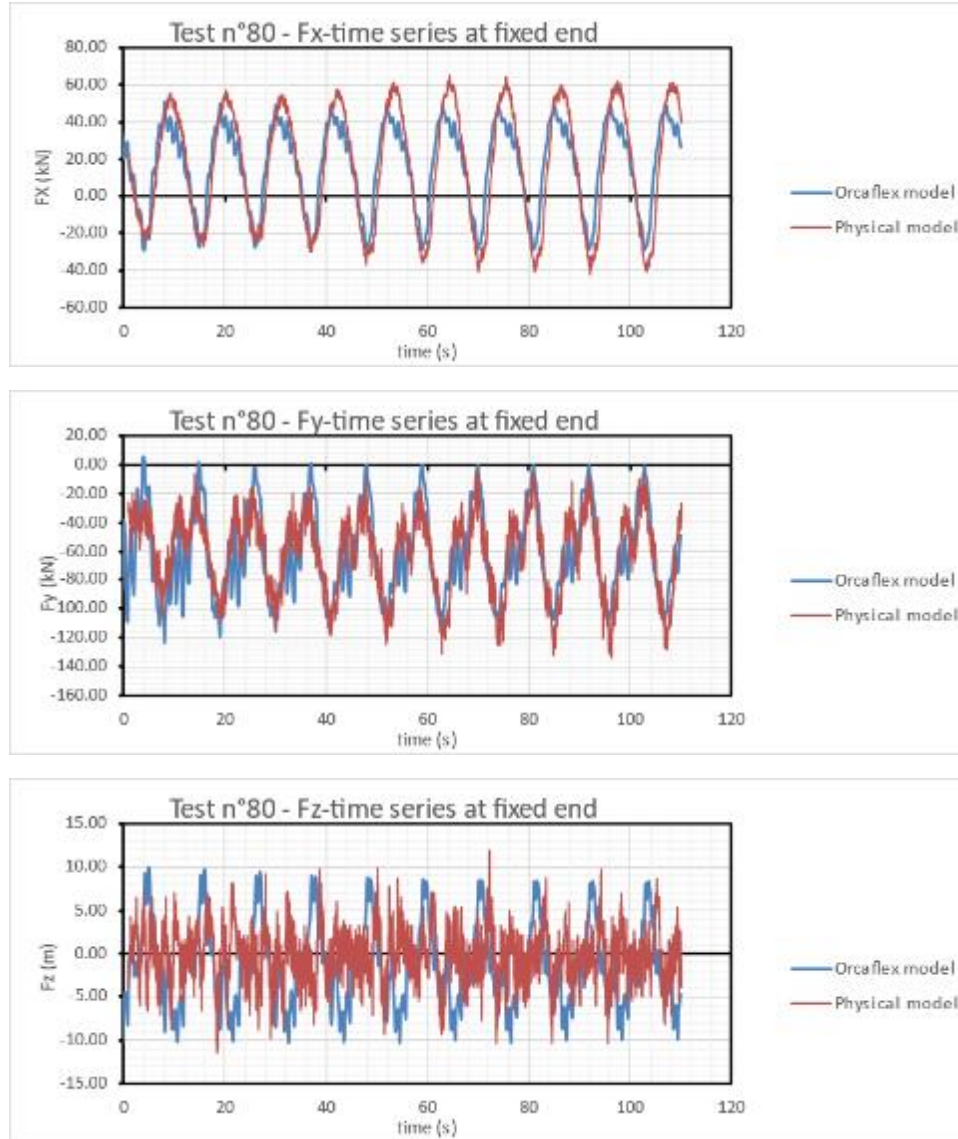 Test n°80 - Fx-time series at fixed end
80.00
60.00
40.00
20.00
0.00
-20.00
-40.00
-60.00
FX (kN)
0 20 40 60 80 100 120
time (s)
Orcaflex model
Physical model
Test n°80 - Fy-time series at fixed end
20.00
0.00
-20.00
-40.00
-60.00
-80.00
-100.00
-120.00
-140.00
-160.00
Fy (kN)
0 20 40 60 80 100 120
time (s)
Orcaflex model
Physical model
Test n°80 - Fz-time series at fixed end
15.00
10.00
5.00
0.00
-5.00
-10.00
-15.00
Fz (m)
0 20 40 60 80 100 120
time (s)
Orcaflex model
Physical model